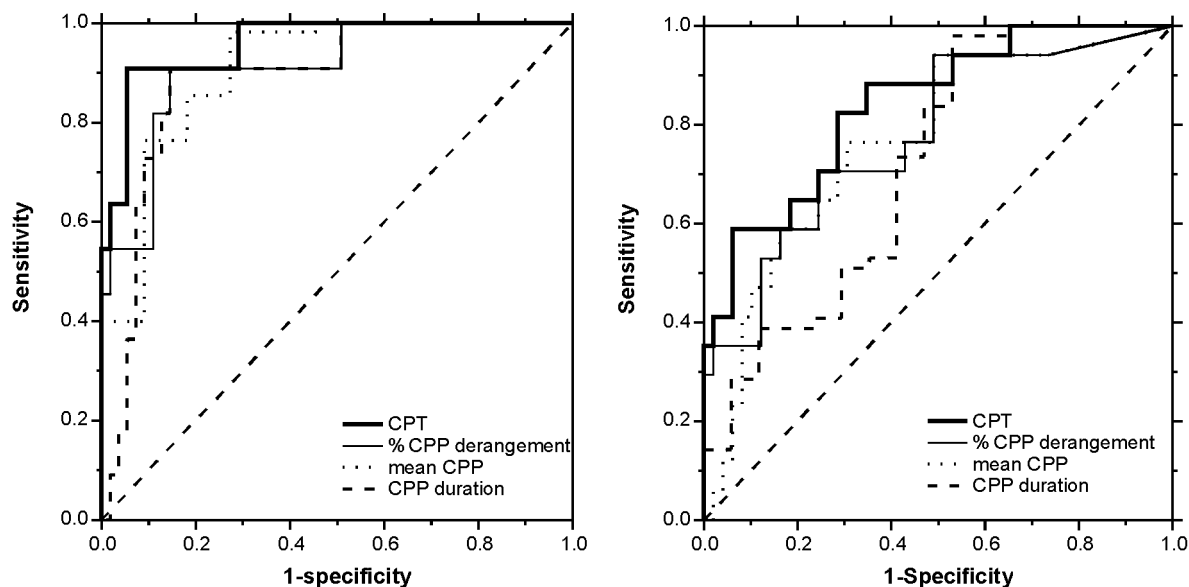 1.0
0.8
0.6
0.4
0.2
0.0
Sensitivity
CPT
% CPP derangement
mean CPP
CPP duration
0.0 0.2 0.4 0.6 0.8 1.0
1-specificity
1.0
0.8
0.6
0.4
0.2
0.0
Sensitivity
CPT
% CPP derangement
mean CPP
CPP duration
0.0 0.2 0.4 0.6 0.8 1.0
1-Specificity